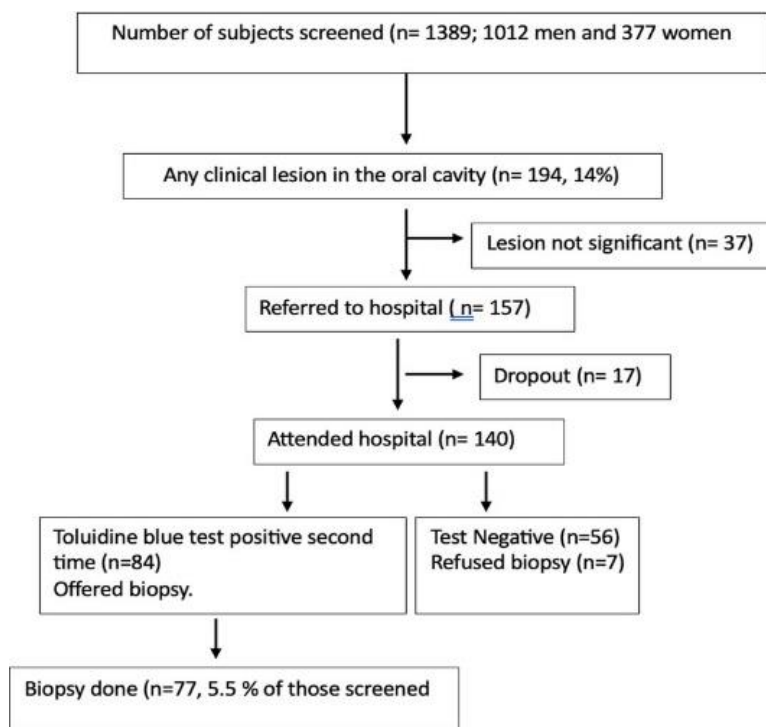 Number of subjects screened (n= 1389; 1012 men and 377 women
Any clinical lesion in the oral cavity (n= 194, 14%)
Lesion not significant (n= 37)
Referred to hospital ( n= 157)
Dropout (n= 17)
Attended hospital (n= 140)
Toluidine blue test positive second
time (n=84)
Offered biopsy.
Test Negative (n=56)
Refused biopsy (n=7)
Biopsy done (n=77, 5.5 % of those screened